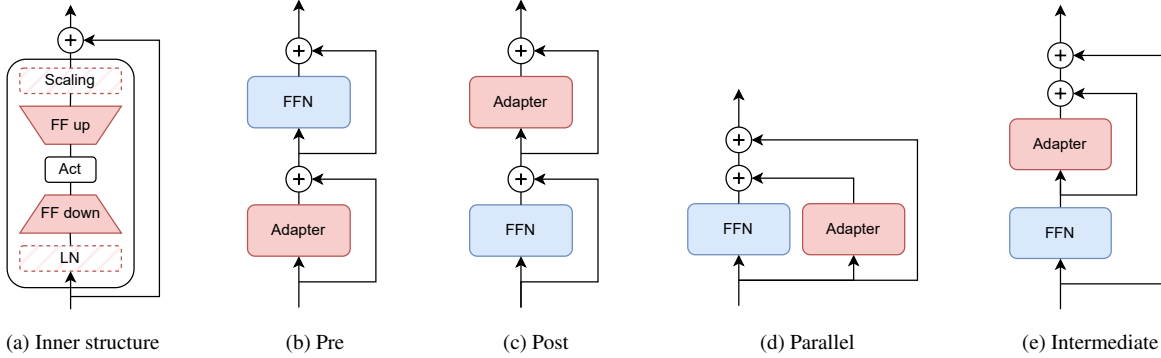 Scaling
FF up
Act
FF down
LN
(a) Inner structure
FFN
Adapter
(b) Pre
Adapter
FFN
(c) Post
FFN
Adapter
(d) Parallel
Adapter
FFN
(e) Intermediate